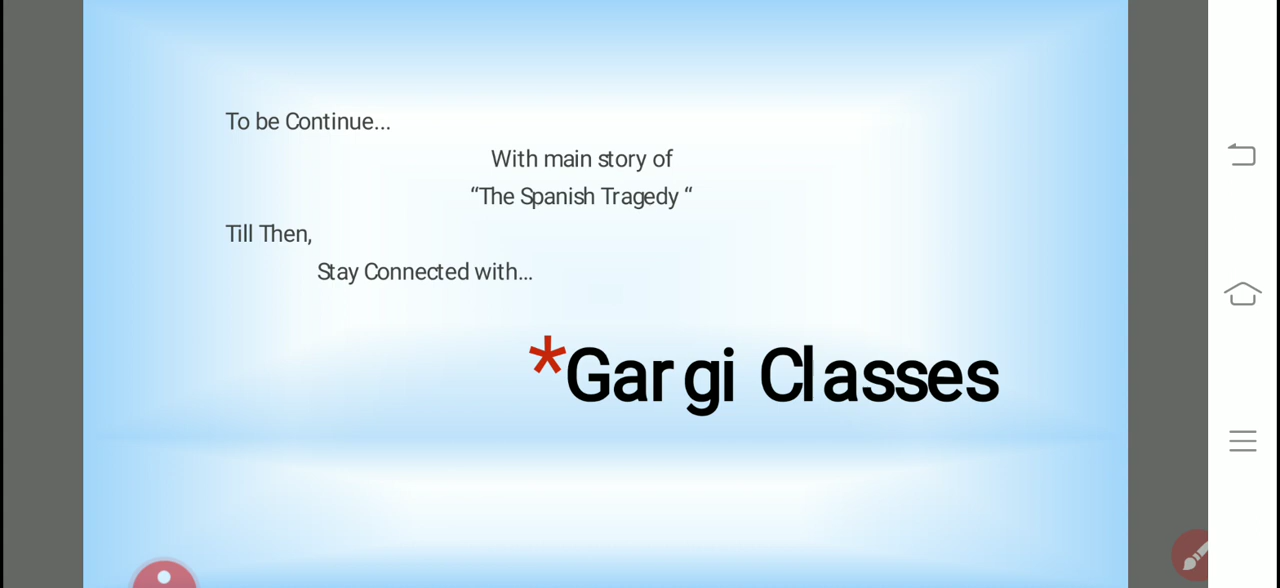 To be Continue...
With main story of
“The Spanish Tragedy “
Till Then,
Stay Connected with...
*Gargi Classes